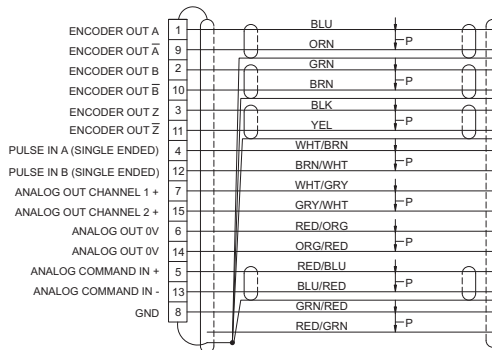 ENCODER OUT A 1 BLU
ENCODER OUT A̅ 9 ORN P
ENCODER OUT B 2 GRN
ENCODER OUT B̅ 10 BRN P
ENCODER OUT Z 3 BLK
ENCODER OUT Z̅ 11 YEL P
PULSE IN A (SINGLE ENDED) 4 WHT/BRN
PULSE IN B (SINGLE ENDED) 12 BRN/WHT P
ANALOG OUT CHANNEL 1 + 7 WHT/GRY
ANALOG OUT CHANNEL 2 + 15 GRY/WHT P
ANALOG OUT 0V 6 RED/ORG
ANALOG OUT 0V 14 ORG/RED P
ANALOG COMMAND IN + 5 RED/BLU
ANALOG COMMAND IN - 13 BLU/RED P
GND 8 GRN/RED
RED/GRN P